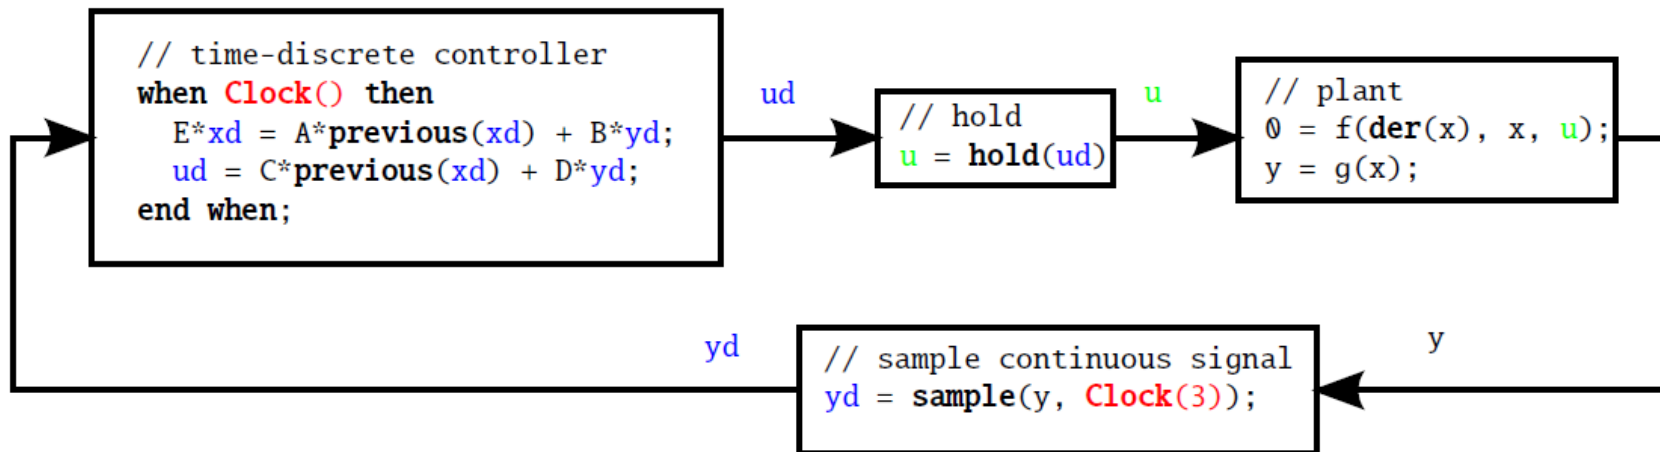 // time-discrete controller
when Clock() then
E*xd = A*previous(xd) + B*yd;
ud = C*previous(xd) + D*yd;
end when;
ud
// hold
u = hold(ud)
u
// plant
0 = f(der(x), x, u);
y = g(x);
yd
// sample continuous signal
yd = sample(y, Clock(3));
y